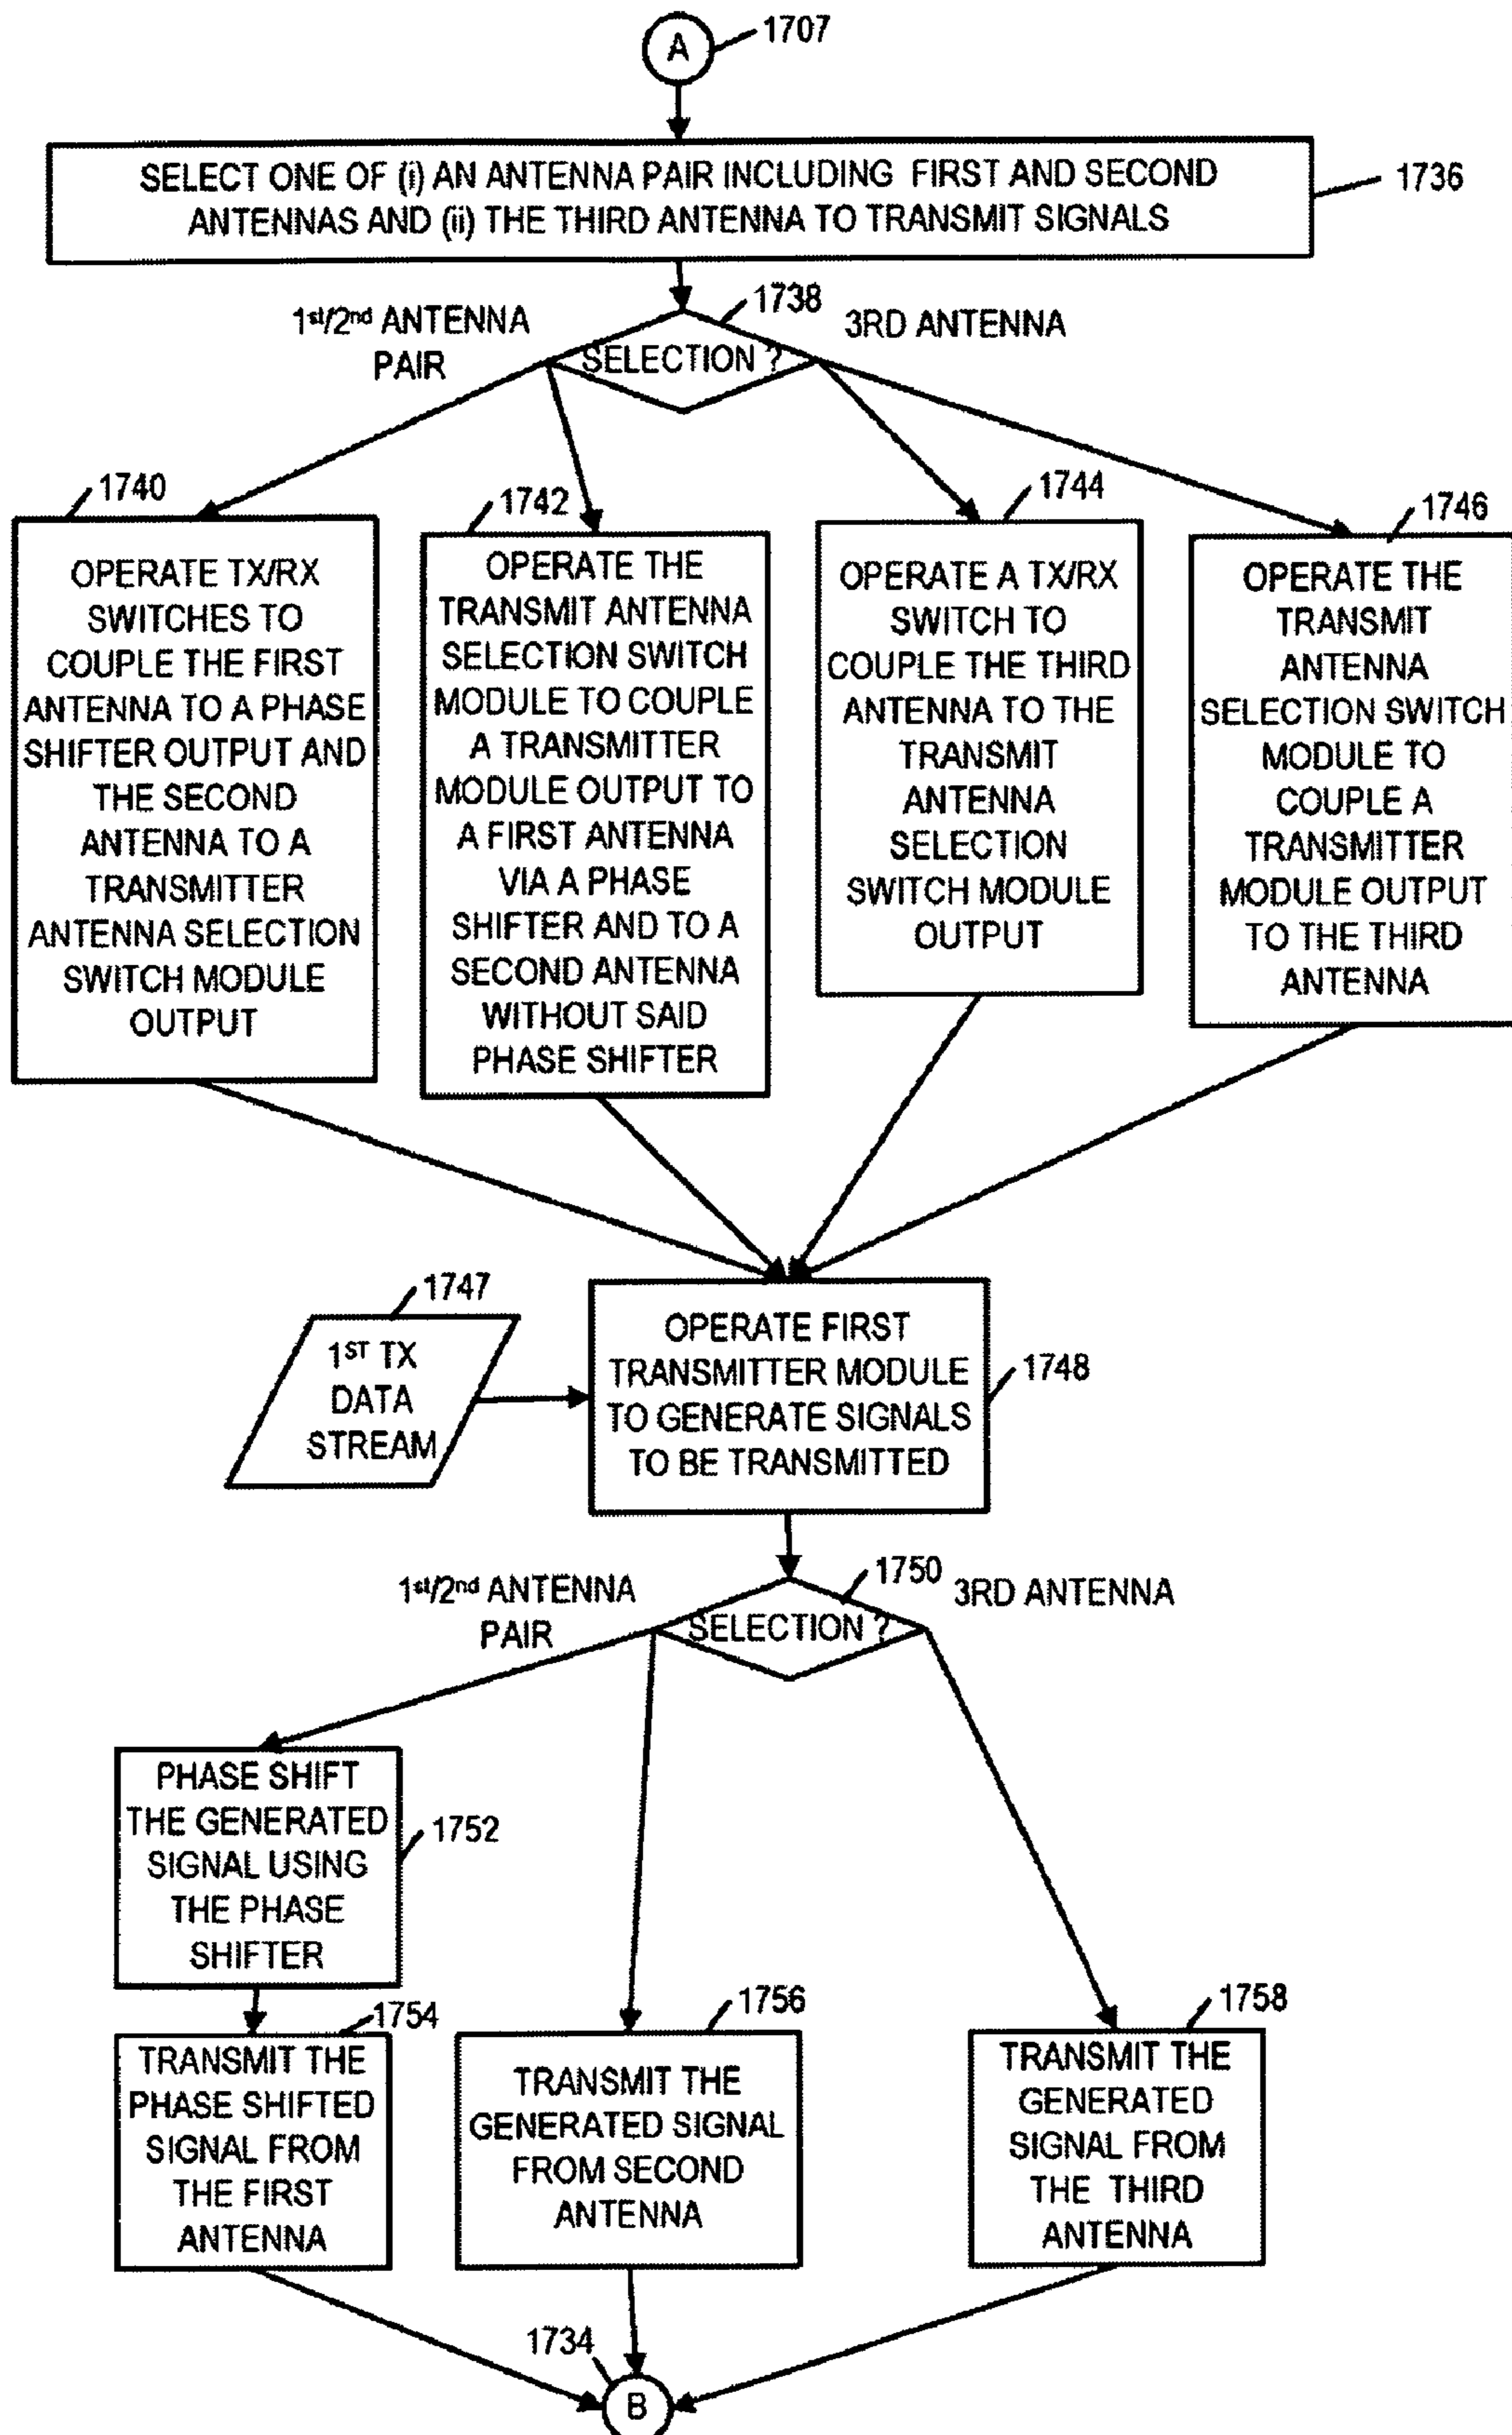 A
1707
SELECT ONE OF (i) AN ANTENNA PAIR INCLUDING FIRST AND SECOND
ANTENNAS AND (ii) THE THIRD ANTENNA TO TRANSMIT SIGNALS
1736
1738
1st/2nd ANTENNA
PAIR
SELECTION ?
3RD ANTENNA
1740
OPERATE TX/RX
SWITCHES TO
COUPLE THE FIRST
ANTENNA TO A PHASE
SHIFTER OUTPUT AND
THE SECOND
ANTENNA TO A
TRANSMITTER
ANTENNA SELECTION
SWITCH MODULE
OUTPUT
1742
OPERATE THE
TRANSMIT ANTENNA
SELECTION SWITCH
MODULE TO COUPLE
A TRANSMITTER
MODULE OUTPUT TO
A FIRST ANTENNA
VIA A PHASE
SHIFTER AND TO A
SECOND ANTENNA
WITHOUT SAID
PHASE SHIFTER
1744
OPERATE A TX/RX
SWITCH TO
COUPLE THE THIRD
ANTENNA TO THE
TRANSMIT
ANTENNA
SELECTION
SWITCH MODULE
OUTPUT
1746
OPERATE THE
TRANSMIT
ANTENNA
SELECTION SWITCH
MODULE TO
COUPLE A
TRANSMITTER
MODULE OUTPUT
TO THE THIRD
ANTENNA
1747
1ST TX
DATA
STREAM
OPERATE FIRST
TRANSMITTER MODULE
TO GENERATE SIGNALS
TO BE TRANSMITTED
1748
1750
1st/2nd ANTENNA
PAIR
SELECTION ?
3RD ANTENNA
PHASE SHIFT
THE GENERATED
SIGNAL USING
THE PHASE
SHIFTER
1752
1754
TRANSMIT THE
PHASE SHIFTED
SIGNAL FROM
THE FIRST
ANTENNA
1756
TRANSMIT THE
GENERATED SIGNAL
FROM SECOND
ANTENNA
1758
TRANSMIT THE
GENERATED
SIGNAL FROM
THE THIRD
ANTENNA
1734
B